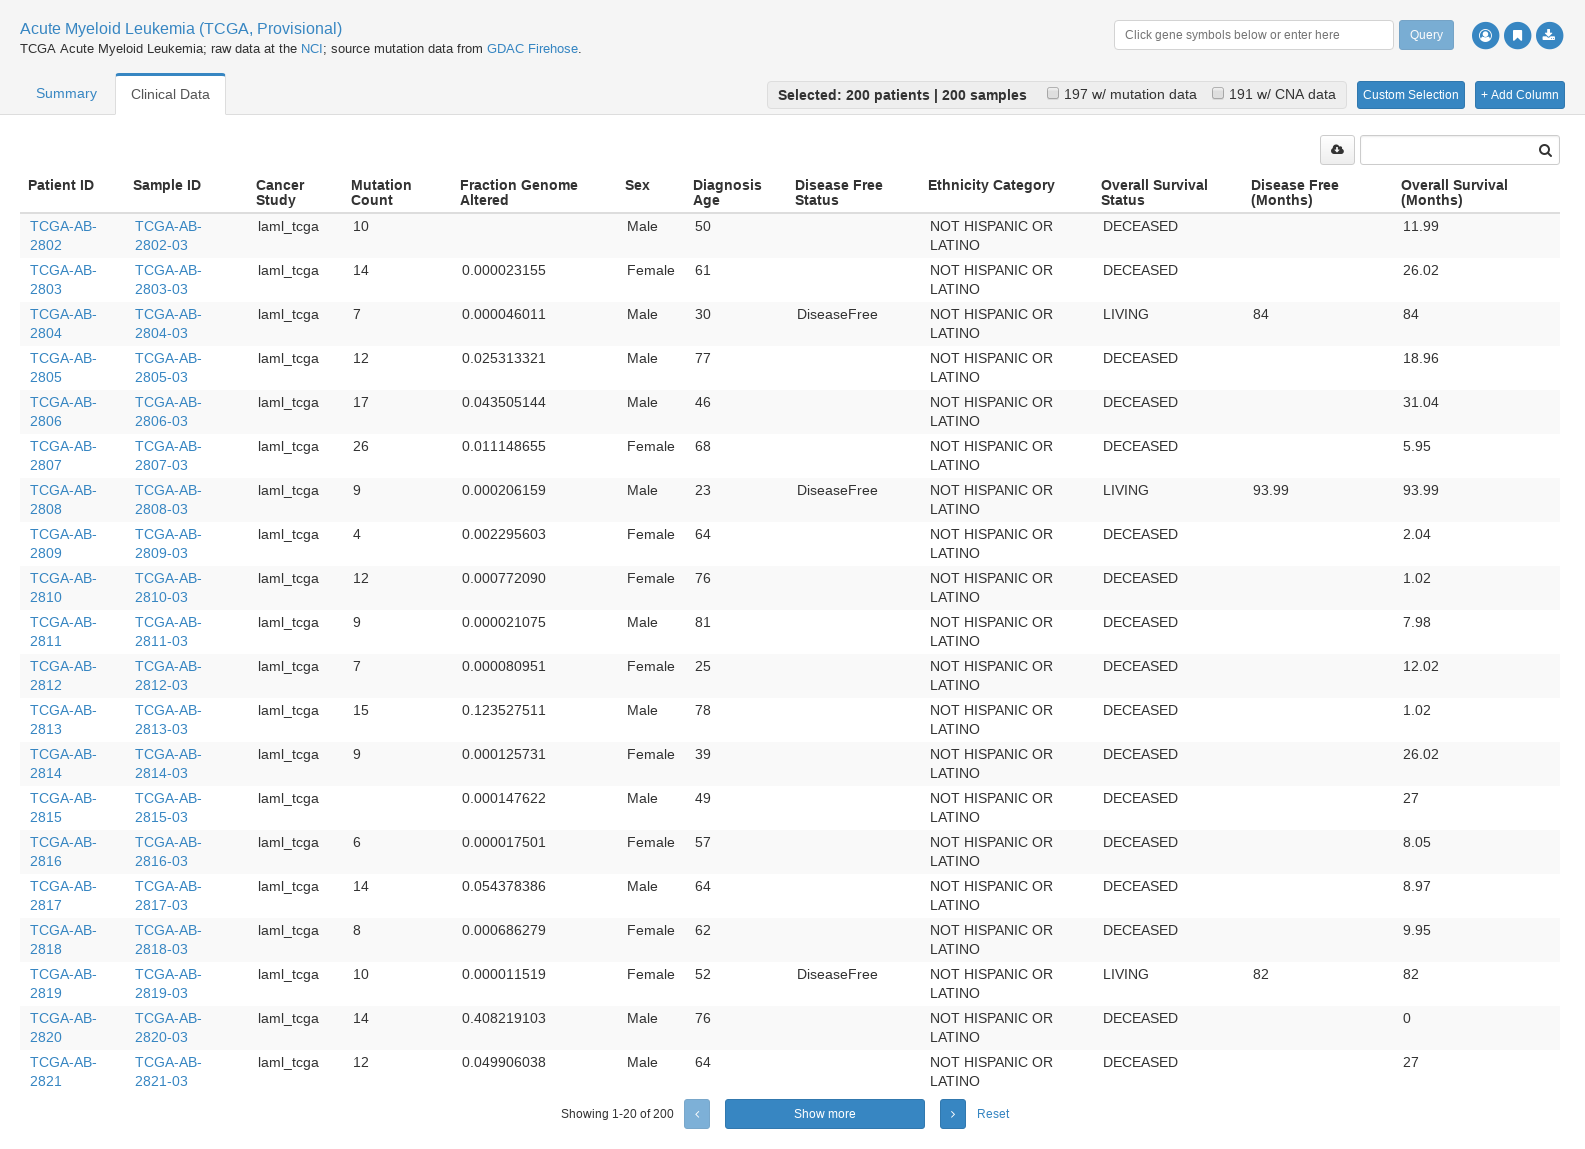 Acute Myeloid Leukemia (TCGA, Provisional)
TCGA Acute Myeloid Leukemia; raw data at the NCI; source mutation data from GDAC Firehose.
Click gene symbols below or enter here Query
Summary Clinical Data Selected: 200 patients | 200 samples 197 w/ mutation data 191 w/ CNA data Custom Selection + Add Column
Patient ID Sample ID Cancer Study Mutation Count Fraction Genome Altered Sex Diagnosis Age Disease Free Status Ethnicity Category Overall Survival Status Disease Free (Months) Overall Survival (Months)
TCGA-AB-2802 TCGA-AB-2802-03 laml_tcga 10 Male 50 NOT HISPANIC OR LATINO DECEASED 11.99
TCGA-AB-2803 TCGA-AB-2803-03 laml_tcga 14 0.000023155 Female 61 NOT HISPANIC OR LATINO DECEASED 26.02
TCGA-AB-2804 TCGA-AB-2804-03 laml_tcga 7 0.000046011 Male 30 DiseaseFree NOT HISPANIC OR LATINO LIVING 84 84
TCGA-AB-2805 TCGA-AB-2805-03 laml_tcga 12 0.025313321 Male 77 NOT HISPANIC OR LATINO DECEASED 18.96
TCGA-AB-2806 TCGA-AB-2806-03 laml_tcga 17 0.043505144 Male 46 NOT HISPANIC OR LATINO DECEASED 31.04
TCGA-AB-2807 TCGA-AB-2807-03 laml_tcga 26 0.011148655 Female 68 NOT HISPANIC OR LATINO DECEASED 5.95
TCGA-AB-2808 TCGA-AB-2808-03 laml_tcga 9 0.000206159 Male 23 DiseaseFree NOT HISPANIC OR LATINO LIVING 93.99 93.99
TCGA-AB-2809 TCGA-AB-2809-03 laml_tcga 4 0.002295603 Female 64 NOT HISPANIC OR LATINO DECEASED 2.04
TCGA-AB-2810 TCGA-AB-2810-03 laml_tcga 12 0.000772090 Female 76 NOT HISPANIC OR LATINO DECEASED 1.02
TCGA-AB-2811 TCGA-AB-2811-03 laml_tcga 9 0.000021075 Male 81 NOT HISPANIC OR LATINO DECEASED 7.98
TCGA-AB-2812 TCGA-AB-2812-03 laml_tcga 7 0.000080951 Female 25 NOT HISPANIC OR LATINO DECEASED 12.02
TCGA-AB-2813 TCGA-AB-2813-03 laml_tcga 15 0.123527511 Male 78 NOT HISPANIC OR LATINO DECEASED 1.02
TCGA-AB-2814 TCGA-AB-2814-03 laml_tcga 9 0.000125731 Female 39 NOT HISPANIC OR LATINO DECEASED 26.02
TCGA-AB-2815 TCGA-AB-2815-03 laml_tcga 0.000147622 Male 49 NOT HISPANIC OR LATINO DECEASED 27
TCGA-AB-2816 TCGA-AB-2816-03 laml_tcga 6 0.000017501 Female 57 NOT HISPANIC OR LATINO DECEASED 8.05
TCGA-AB-2817 TCGA-AB-2817-03 laml_tcga 14 0.054378386 Male 64 NOT HISPANIC OR LATINO DECEASED 8.97
TCGA-AB-2818 TCGA-AB-2818-03 laml_tcga 8 0.000686279 Female 62 NOT HISPANIC OR LATINO DECEASED 9.95
TCGA-AB-2819 TCGA-AB-2819-03 laml_tcga 10 0.000011519 Female 52 DiseaseFree NOT HISPANIC OR LATINO LIVING 82 82
TCGA-AB-2820 TCGA-AB-2820-03 laml_tcga 14 0.408219103 Male 76 NOT HISPANIC OR LATINO DECEASED 0
TCGA-AB-2821 TCGA-AB-2821-03 laml_tcga 12 0.049906038 Male 64 NOT HISPANIC OR LATINO DECEASED 27
Showing 1-20 of 200 Show more Reset